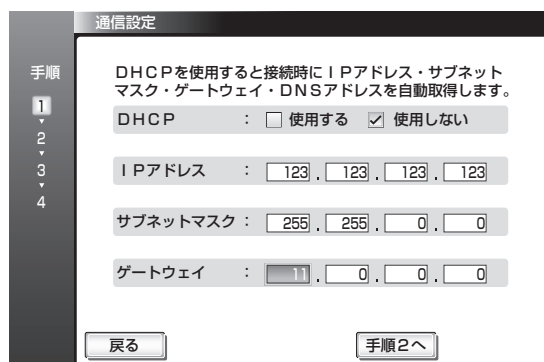 通信設定
手順
1
2
3
4
DHCPを使用すると接続時にIPアドレス・サブネット
マスク・ゲートウェイ・DNSアドレスを自動取得します。
DHCP : 使用する 使用しない
IPアドレス : 123 . 123 . 123 . 123
サブネットマスク : 255 . 255 . 0 . 0
ゲートウェイ : 11 . 0 . 0 . 0
戻る 手順2へ